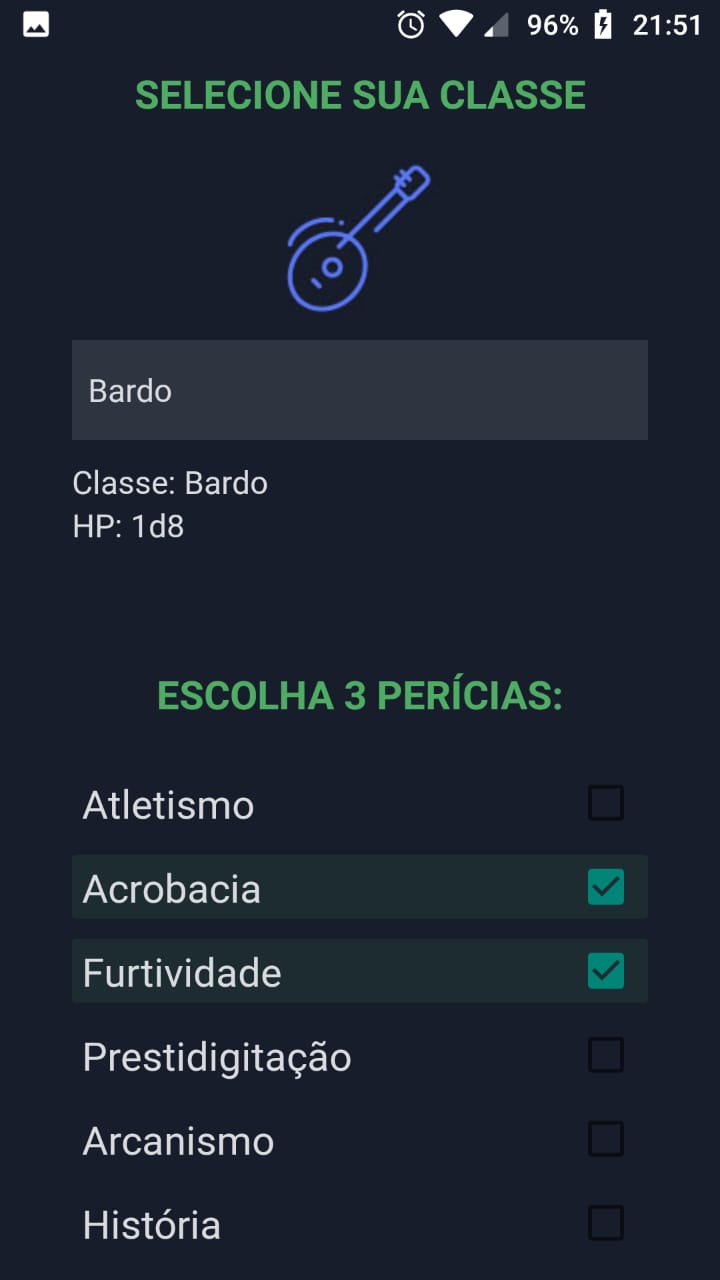 96% 21:51
SELECIONE SUA CLASSE
Bardo
Classe: Bardo
HP: 1d8
ESCOLHA 3 PERÍCIAS:
Atletismo
Acrobacia
Furtividade
Prestidigitação
Arcanismo
História